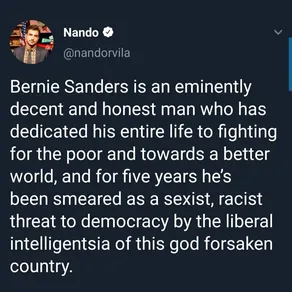 Nando
@nandorvila
Bernie Sanders is an eminently
decent and honest man who has
dedicated his entire life to fighting
for the poor and towards a better
world, and for five years he's
been smeared as a sexist, racist
threat to democracy by the liberal
intelligentsia of this god forsaken
country.